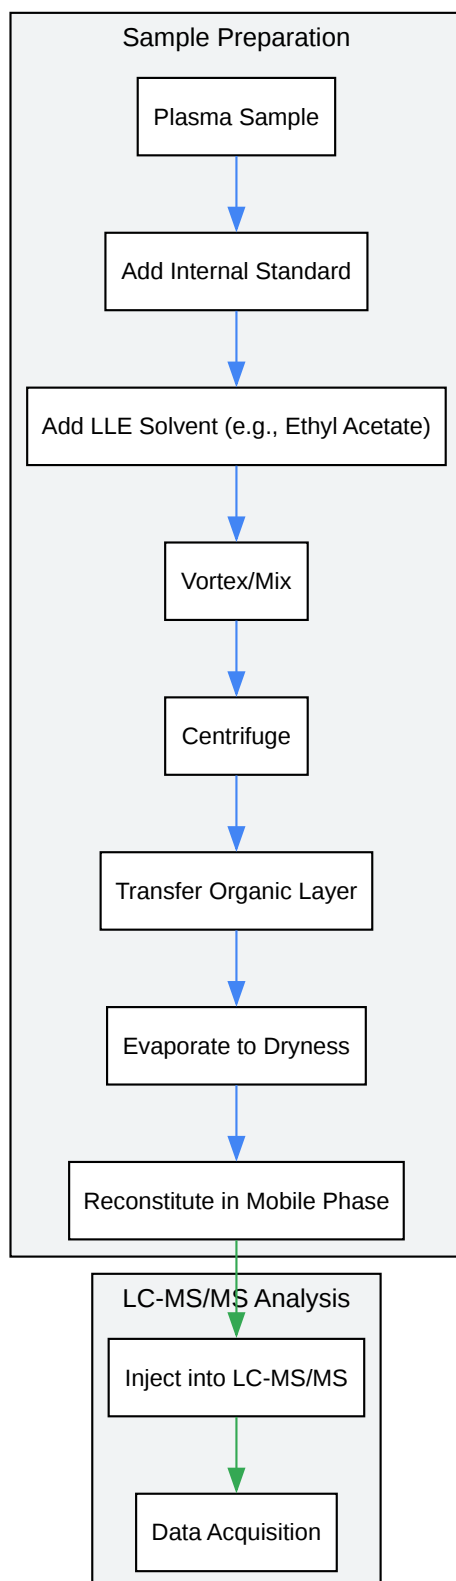 Sample Preparation
Plasma Sample
Add Internal Standard
Add LLE Solvent (e.g., Ethyl Acetate)
Vortex/Mix
Centrifuge
Transfer Organic Layer
Evaporate to Dryness
Reconstitute in Mobile Phase
LC-MS/MS Analysis
Inject into LC-MS/MS
Data Acquisition